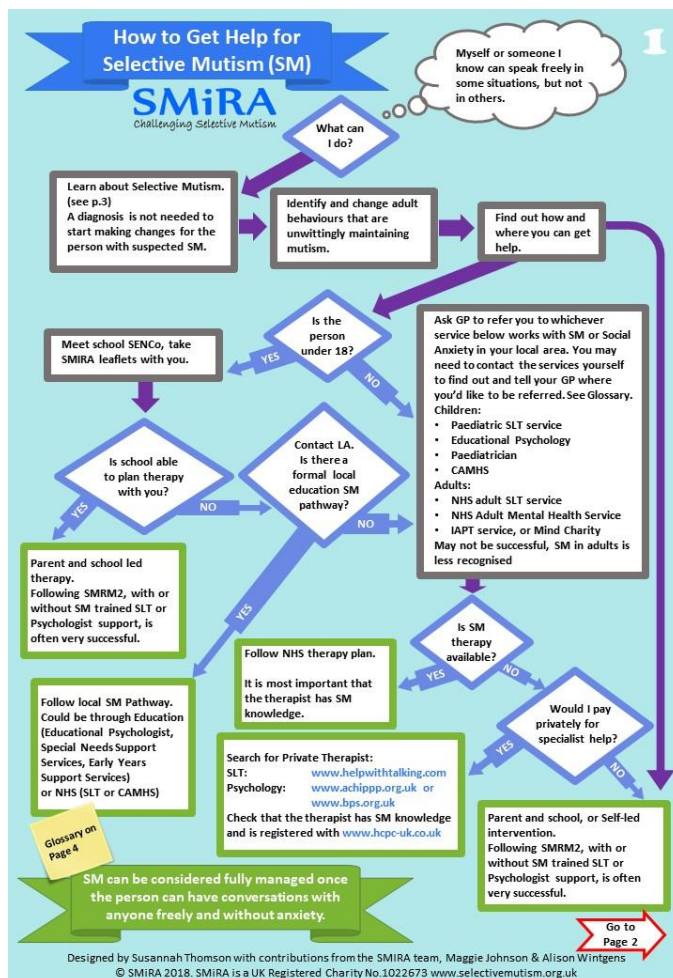 How to Get Help for
Selective Mutism (SM)
1
SMiRA
Challenging Selective Mutism
Myself or someone I
know can speak freely in
some situations, but not
in others.
What can
I do?
Learn about Selective Mutism.
(see p.3)
A diagnosis is not needed to
start making changes for the
person with suspected SM.
Identify and change adult
behaviours that are
unwittingly maintaining
mutism.
Find out how and
where you can get
help.
Is the
person
under 18?
YES
NO
Meet school SENCo, take
SMIRA leaflets with you.
Ask GP to refer you to whichever
service below works with SM or Social
Anxiety in your local area. You may
need to contact the services yourself
to find out and tell your GP where
you'd like to be referred. See Glossary.
Children:
• Paediatric SLT service
• Educational Psychology
• Paediatrician
• CAMHS
Adults:
• NHS adult SLT service
• NHS Adult Mental Health Service
• IAPT service, or Mind Charity
May not be successful, SM in adults is
less recognised
Is school able
to plan therapy
with you?
YES
NO
Contact LA.
Is there a
formal local
education SM
pathway?
NO
YES
Parent and school led
therapy.
Following SMRM2, with or
without SM trained SLT or
Psychologist support, is
often very successful.
Follow local SM Pathway.
Could be through Education
(Educational Psychologist,
Special Needs Support
Services, Early Years
Support Services)
or NHS (SLT or CAMHS)
Is SM
therapy
available?
YES
NO
Follow NHS therapy plan.
It is most important that
the therapist has SM
knowledge.
Would I pay
privately for
specialist help?
YES
NO
Search for Private Therapist:
SLT: www.helpwithtalking.com
Psychology: www.achippp.org.uk or
www.bps.org.uk
Check that the therapist has SM knowledge
and is registered with www.hcpc-uk.co.uk
Parent and school, or Self-led
intervention.
Following SMRM2, with or
without SM trained SLT or
Psychologist support, is often
very successful.
Glossary on
Page 4
SM can be considered fully managed once
the person can have conversations with
anyone freely and without anxiety.
Go to
Page 2
Designed by Susannah Thomson with contributions from the SMIRA team, Maggie Johnson & Alison Wintgens
© SMiRA 2018. SMiRA is a UK Registered Charity No.1022673 www.selectivemutism.org.uk